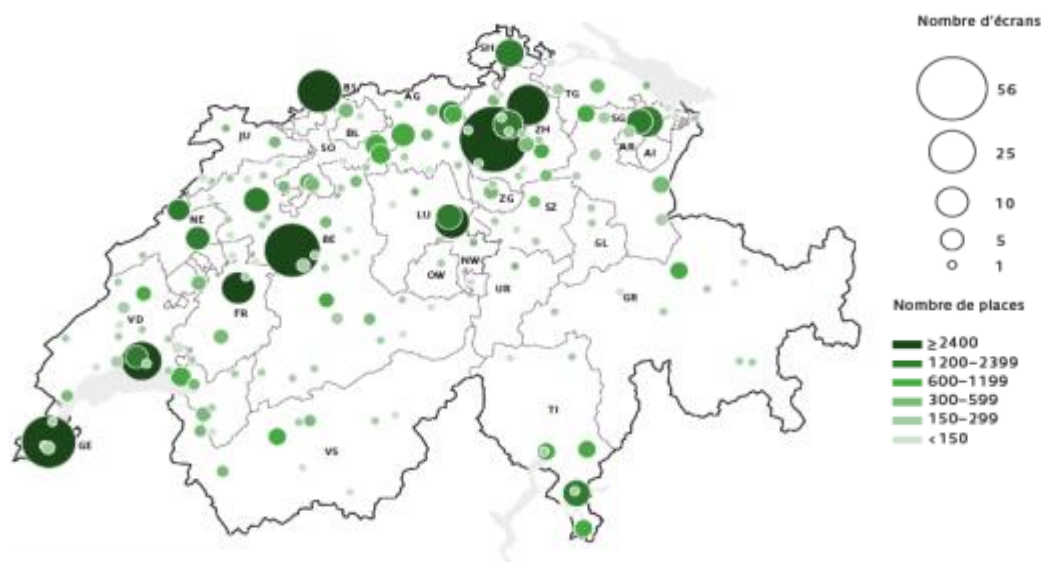 Nombre d'écrans
56
25
10
5
1
Nombre de places
≥2400
1200–2399
600–1199
300–599
150–299
<150
SH
BS
AG
TG
BL
ZH
SG
JU
SO
AR
AI
ZG
SZ
LU
NE
BE
GL
NW
OW
UR
GR
FR
VD
TI
GE
VS